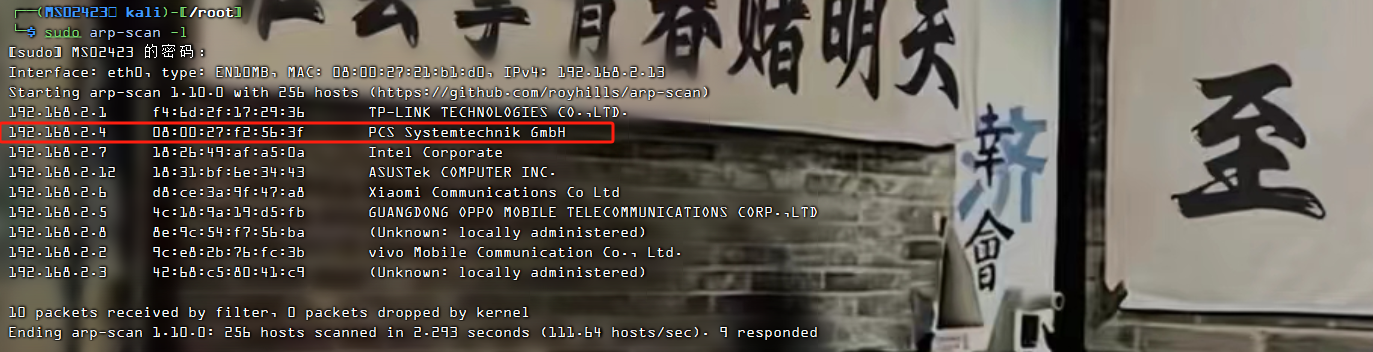 (MS02423 kali)-[/root]
$ sudo arp-scan -l
[sudo] MS02423 的密码：
Interface: eth0, type: EN10MB, MAC: 08:00:27:21:b1:d0, IPv4: 192.168.2.13
Starting arp-scan 1.10.0 with 256 hosts (https://github.com/royhills/arp-scan)
192.168.2.1 f4:6d:2f:17:29:36 TP-LINK TECHNOLOGIES CO.,LTD.
192.168.2.4 08:00:27:f2:56:3f PCS Systemtechnik GmbH
192.168.2.7 18:26:49:af:a5:0a Intel Corporate
192.168.2.12 18:31:bf:6e:34:43 ASUSTek COMPUTER INC.
192.168.2.6 d8:ce:3a:9f:47:a8 Xiaomi Communications Co Ltd
192.168.2.5 4c:18:9a:19:d5:fb GUANGDONG OPPO MOBILE TELECOMMUNICATIONS CORP.,LTD
192.168.2.8 8e:9c:54:f7:56:ba (Unknown: locally administered)
192.168.2.2 9c:e8:2b:76:fc:3b vivo Mobile Communication Co., Ltd.
192.168.2.3 42:68:c5:80:41:c9 (Unknown: locally administered)
10 packets received by filter, 0 packets dropped by kernel
Ending arp-scan 1.10.0: 256 hosts scanned in 2.293 seconds (111.64 hosts/sec). 9 responded
青春赌明天
幸會
至